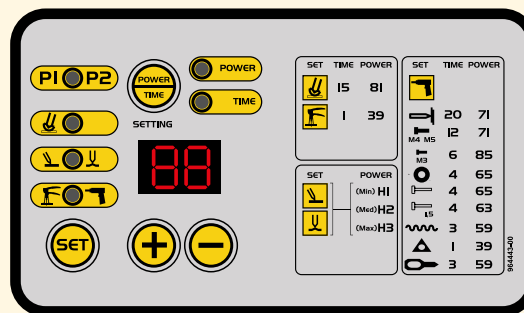 P1 P2
POWER
TIME
POWER
TIME
SETTING
88
SET
SET TIME POWER
15 81
1 39
SET POWER
(Min) H1
(Med) H2
(Max) H3
SET TIME POWER
20 71
M4 M5 12 71
M3 6 85
4 65
4 65
1,5 4 63
3 59
1 39
3 59
964443-00